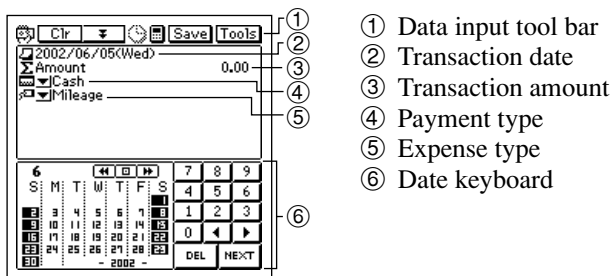 Clr Save Tools
2002/06/05(Wed)
Amount 0.00
Cash
Mileage
6
S M T W T F S
1
2 3 4 5 6 7 8
9 10 11 12 13 14 15
16 17 18 19 20 21 22
23 24 25 26 27 28 29
30 - 2002 -
7 8 9
4 5 6
1 2 3
0
DEL NEXT
①
②
③
④
⑤
⑥
① Data input tool bar
② Transaction date
③ Transaction amount
④ Payment type
⑤ Expense type
⑥ Date keyboard